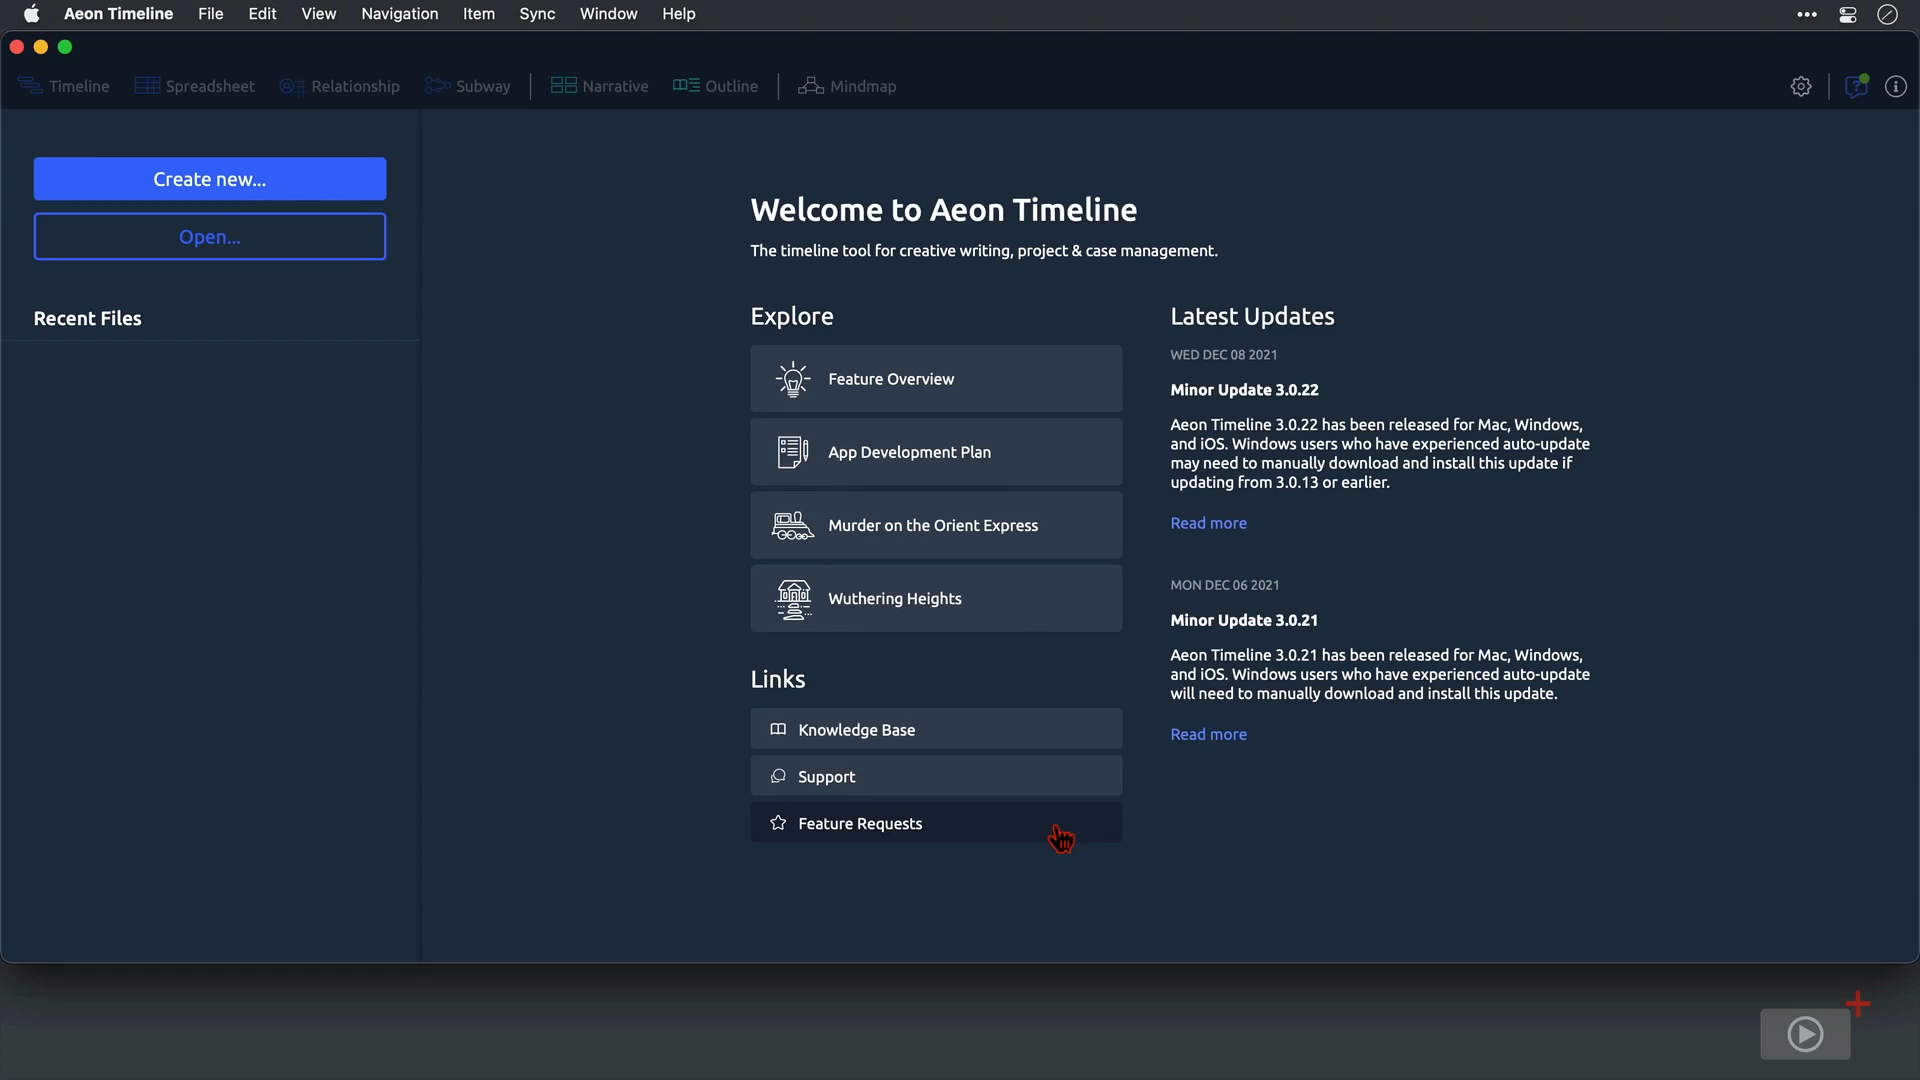 Aeon Timeline File Edit View Navigation Item Sync Window Help
Timeline Spreadsheet Relationship Subway Narrative Outline Mindmap
Create new...
Open...
Recent Files
Welcome to Aeon Timeline
The timeline tool for creative writing, project & case management.
Explore
Feature Overview
App Development Plan
Murder on the Orient Express
Wuthering Heights
Links
Knowledge Base
Support
Feature Requests
Latest Updates
WED DEC 08 2021
Minor Update 3.0.22
Aeon Timeline 3.0.22 has been released for Mac, Windows,
and iOS. Windows users who have experienced auto-update
may need to manually download and install this update if
updating from 3.0.13 or earlier.
Read more
MON DEC 06 2021
Minor Update 3.0.21
Aeon Timeline 3.0.21 has been released for Mac, Windows,
and iOS. Windows users who have experienced auto-update
will need to manually download and install this update.
Read more